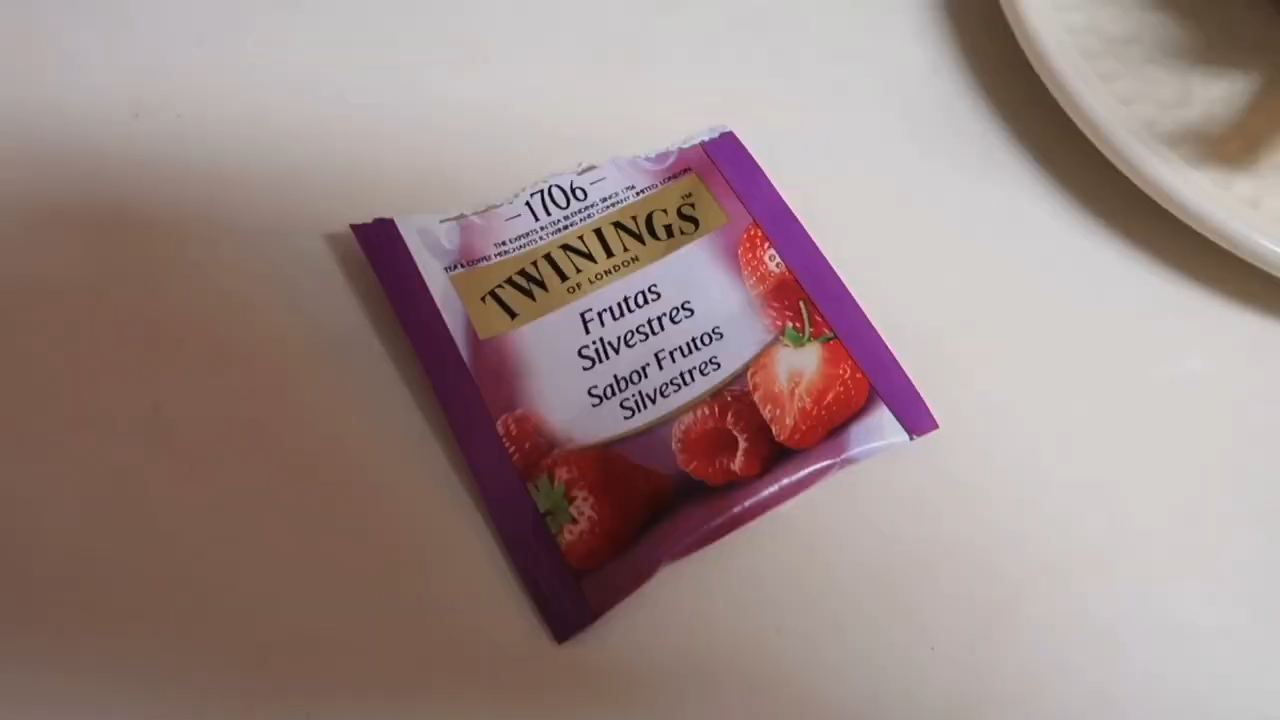 -1706-
THE EXPERTS IN TEA BLENDING SINCE 1706
TEA & COFFEE MERCHANTS R.TWINING AND COMPANY LIMITED LONDON
TWININGS™
OF LONDON
Frutas
Silvestres
Sabor Frutos
Silvestres